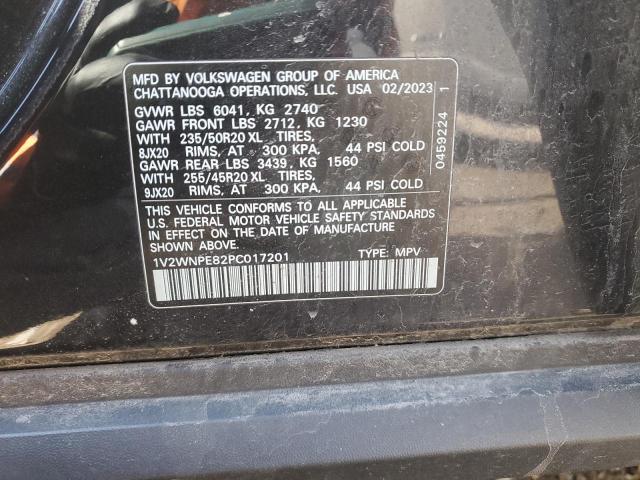 MFD BY VOLKSWAGEN GROUP OF AMERICA
CHATTANOOGA OPERATIONS, LLC. USA 02/2023
GVWR LBS 6041, KG 2740
GAWR FRONT LBS 2712, KG 1230
WITH 235/50R20 XL TIRES,
8JX20 RIMS, AT 300 KPA, 44 PSI COLD
GAWR REAR LBS 3439, KG 1560
WITH 255/45R20 XL TIRES,
9JX20 RIMS, AT 300 KPA, 44 PSI COLD
THIS VEHICLE CONFORMS TO ALL APPLICABLE
U.S. FEDERAL MOTOR VEHICLE SAFETY STANDARDS
IN EFFECT ON THE DATE OF MANUFACTURE
SHOWN ABOVE.
1V2WNPE82PC017201 TYPE: MPV
0459224 1